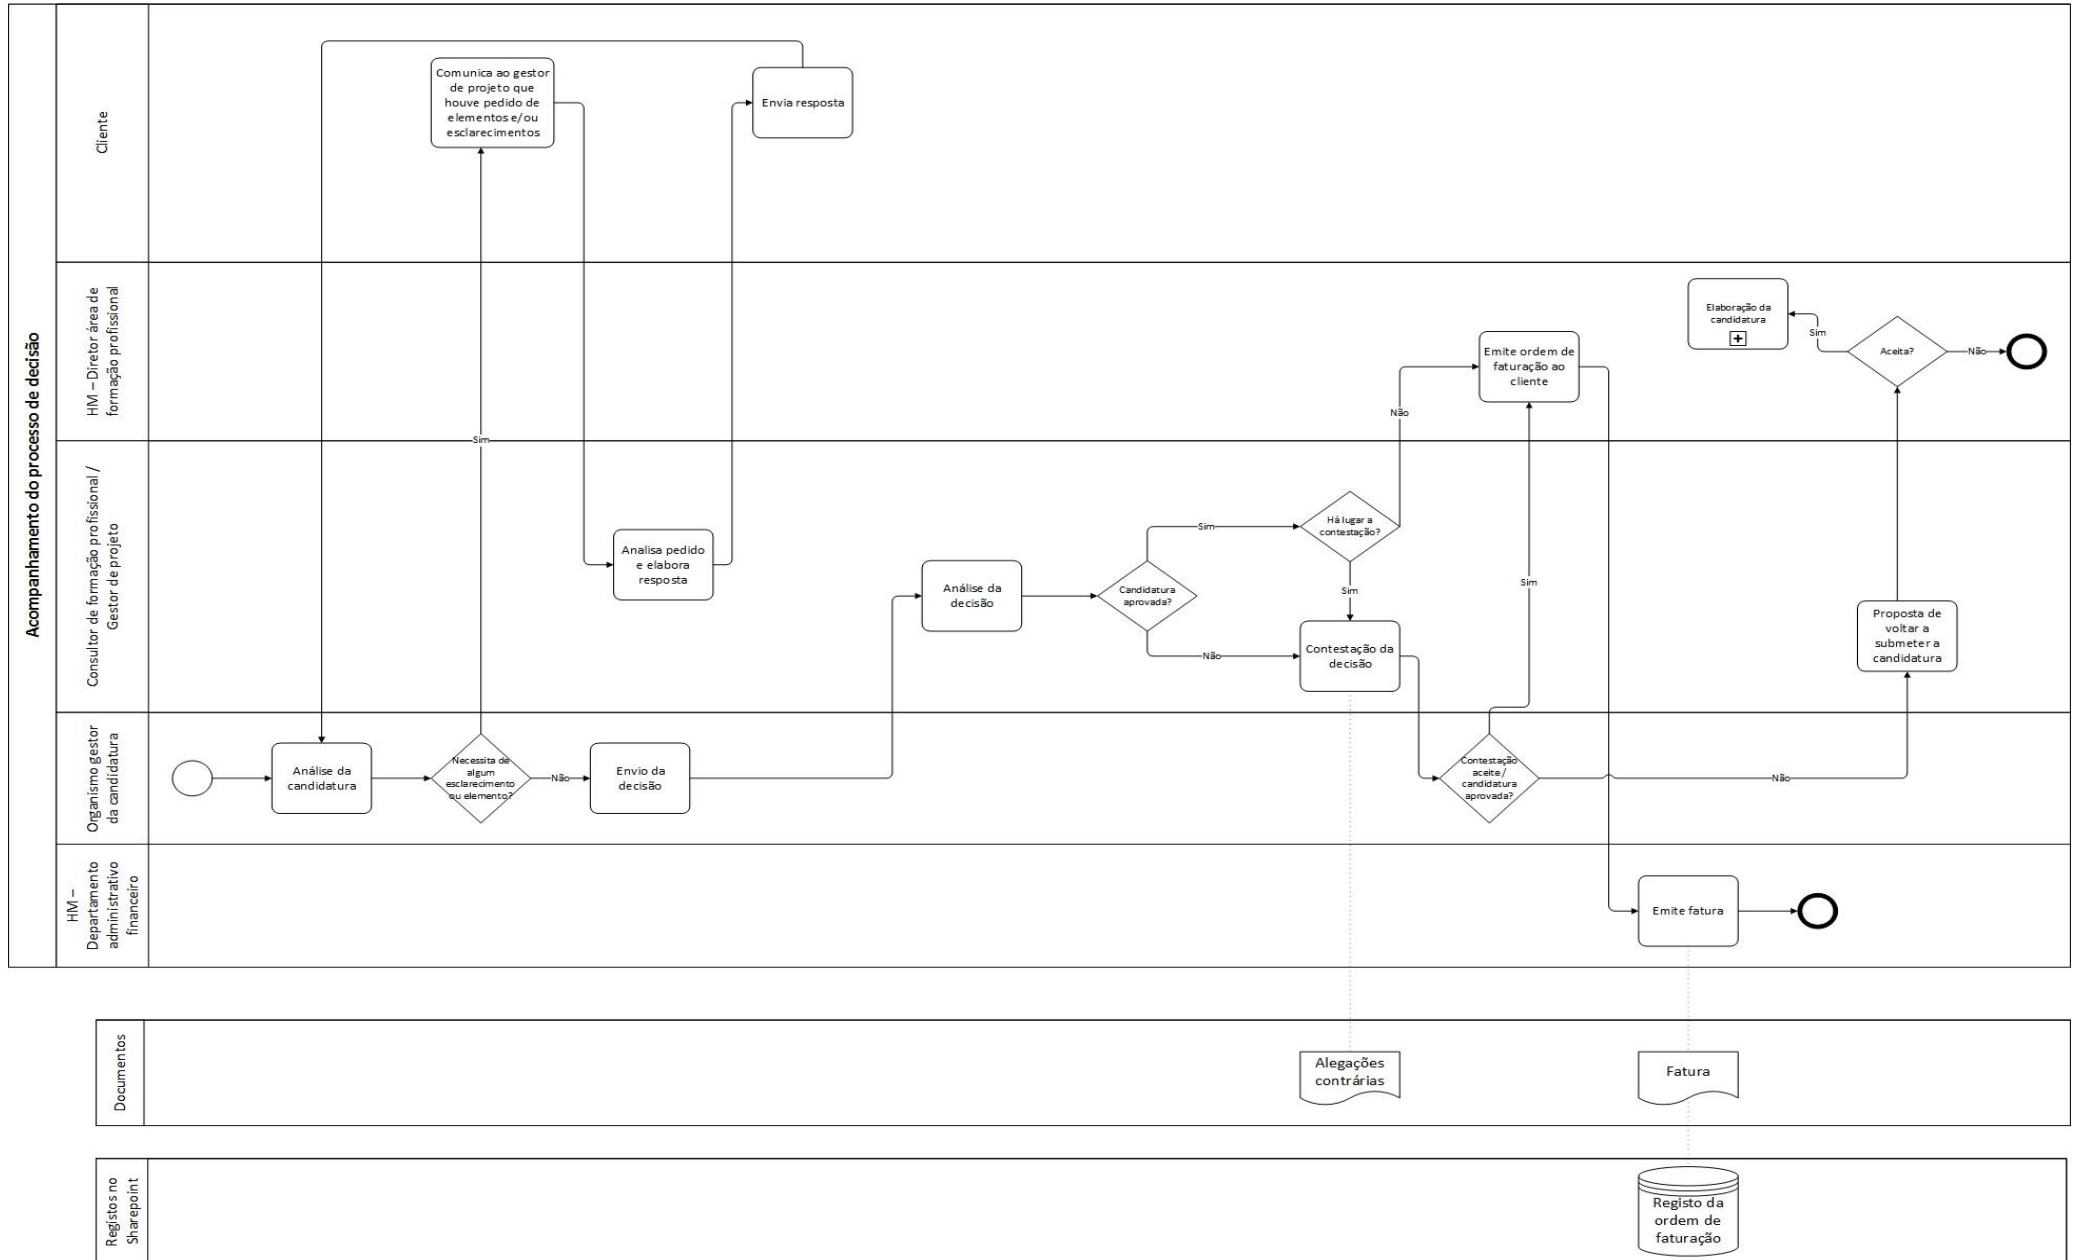 Acompanhamento do processo de decisão
Cliente
Comunica ao gestor
de projeto que
houve pedido de
elementos e/ou
esclarecimentos
Envia resposta
HM – Diretor área de
formação profissional
Emite ordem de
faturação ao
cliente
Elaboração da
candidatura
Sim
Aceita?
Não
Não
Sim
Consultor de formação profissional /
Gestor de projeto
Analisa pedido
e elabora
resposta
Análise da
decisão
Candidatura
aprovada?
Sim
Não
Há lugar a
contestação?
Sim
Contestação da
decisão
Sim
Proposta de
voltar a
submeter a
candidatura
Organismo gestor
da candidatura
Análise da
candidatura
Necessita de
algum
esclarecimento
ou elemento?
Não
Envio da
decisão
Contestação
aceite /
candidatura
aprovada?
Não
HM –
Departamento
administrativo
financeiro
Emite fatura
Documentos
Alegações
contrárias
Fatura
Registos no
Sharepoint
Registo da
ordem de
faturação